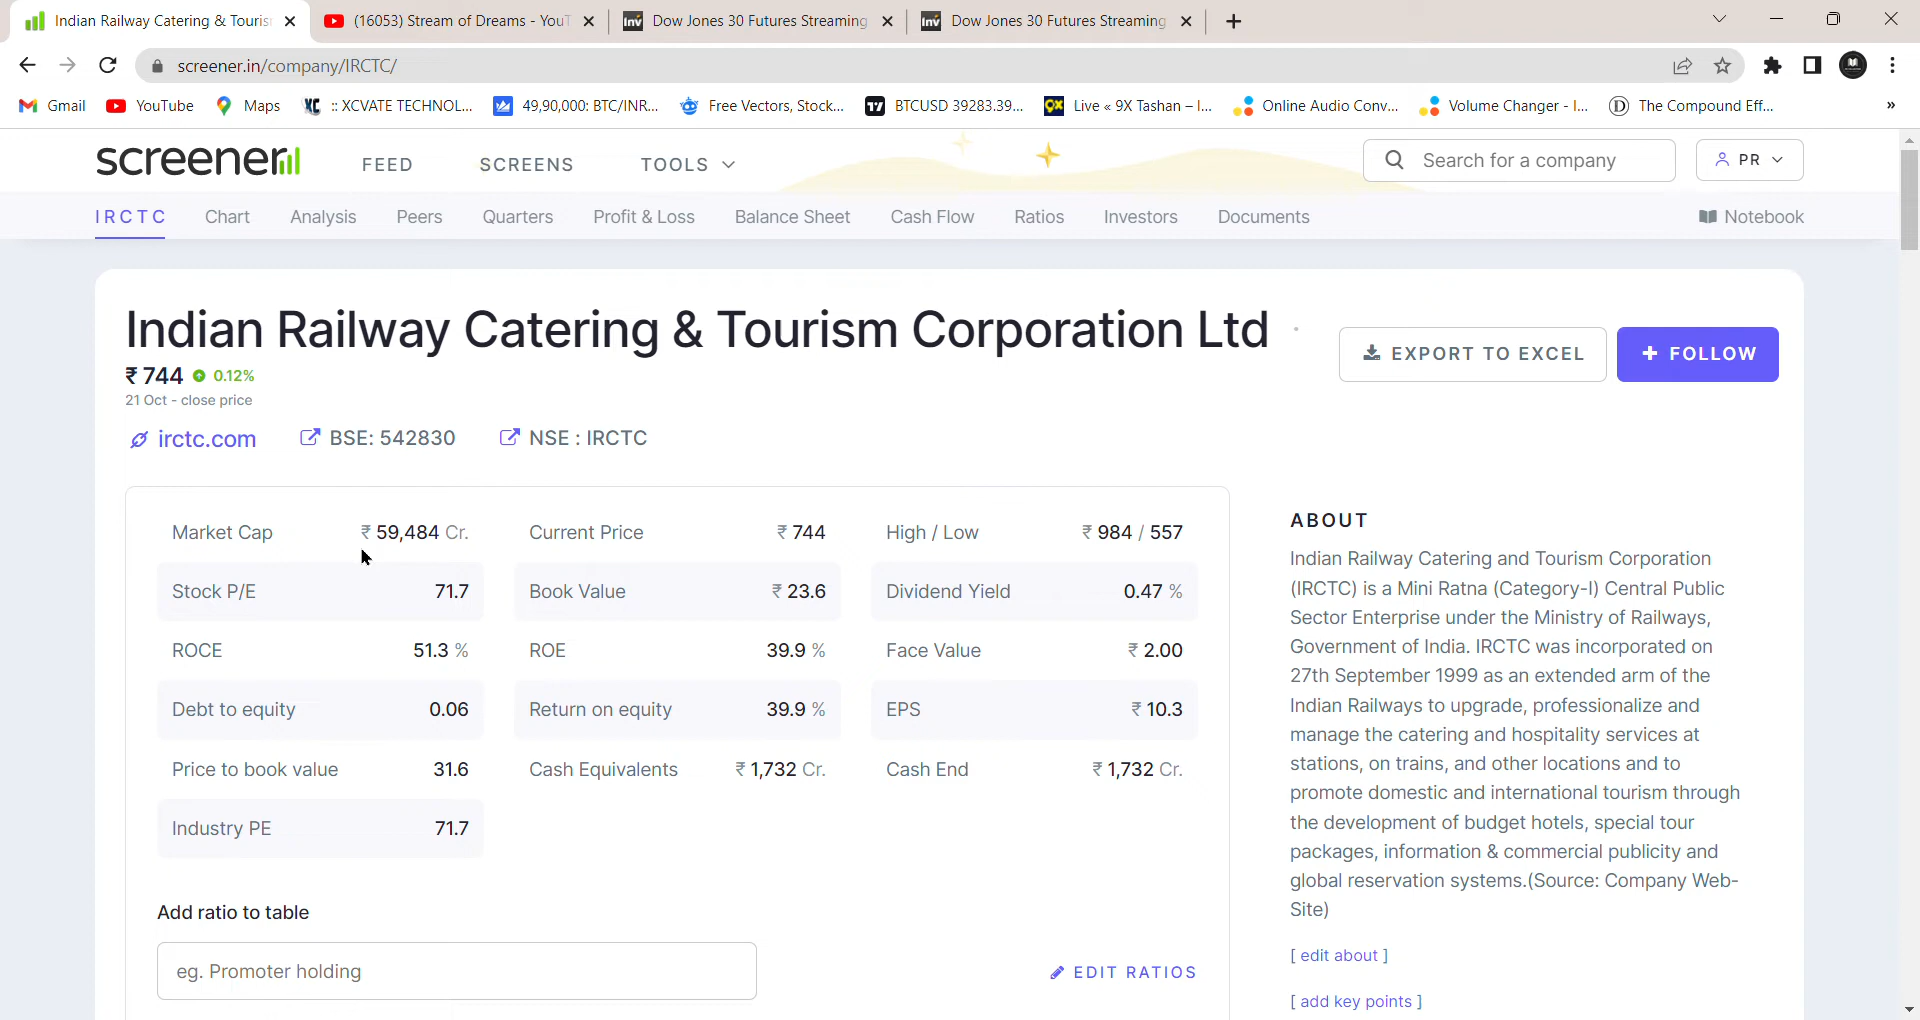 Indian Railway Catering & Touris
(16053) Stream of Dreams - YouT
Dow Jones 30 Futures Streaming
Dow Jones 30 Futures Streaming
screener.in/company/IRCTC/
Gmail YouTube Maps :: XCVATE TECHNOL... 49,90,000: BTC/INR... Free Vectors, Stock... BTCUSD 39283.39... Live « 9X Tashan – I... Online Audio Conv... Volume Changer - I... The Compound Eff... »
screener FEED SCREENS TOOLS Search for a company PR
IRCTC Chart Analysis Peers Quarters Profit & Loss Balance Sheet Cash Flow Ratios Investors Documents Notebook
Indian Railway Catering & Tourism Corporation Ltd
EXPORT TO EXCEL + FOLLOW
₹ 744 0.12%
21 Oct - close price
irctc.com BSE: 542830 NSE : IRCTC
Market Cap ₹ 59,484 Cr. Current Price ₹ 744 High / Low ₹ 984 / 557
Stock P/E 71.7 Book Value ₹ 23.6 Dividend Yield 0.47 %
ROCE 51.3 % ROE 39.9 % Face Value ₹ 2.00
Debt to equity 0.06 Return on equity 39.9 % EPS ₹ 10.3
Price to book value 31.6 Cash Equivalents ₹ 1,732 Cr. Cash End ₹ 1,732 Cr.
Industry PE 71.7
Add ratio to table
eg. Promoter holding
EDIT RATIOS
ABOUT
Indian Railway Catering and Tourism Corporation
(IRCTC) is a Mini Ratna (Category-I) Central Public
Sector Enterprise under the Ministry of Railways,
Government of India. IRCTC was incorporated on
27th September 1999 as an extended arm of the
Indian Railways to upgrade, professionalize and
manage the catering and hospitality services at
stations, on trains, and other locations and to
promote domestic and international tourism through
the development of budget hotels, special tour
packages, information & commercial publicity and
global reservation systems.(Source: Company Web-
Site)
[ edit about ]
[ add key points ]